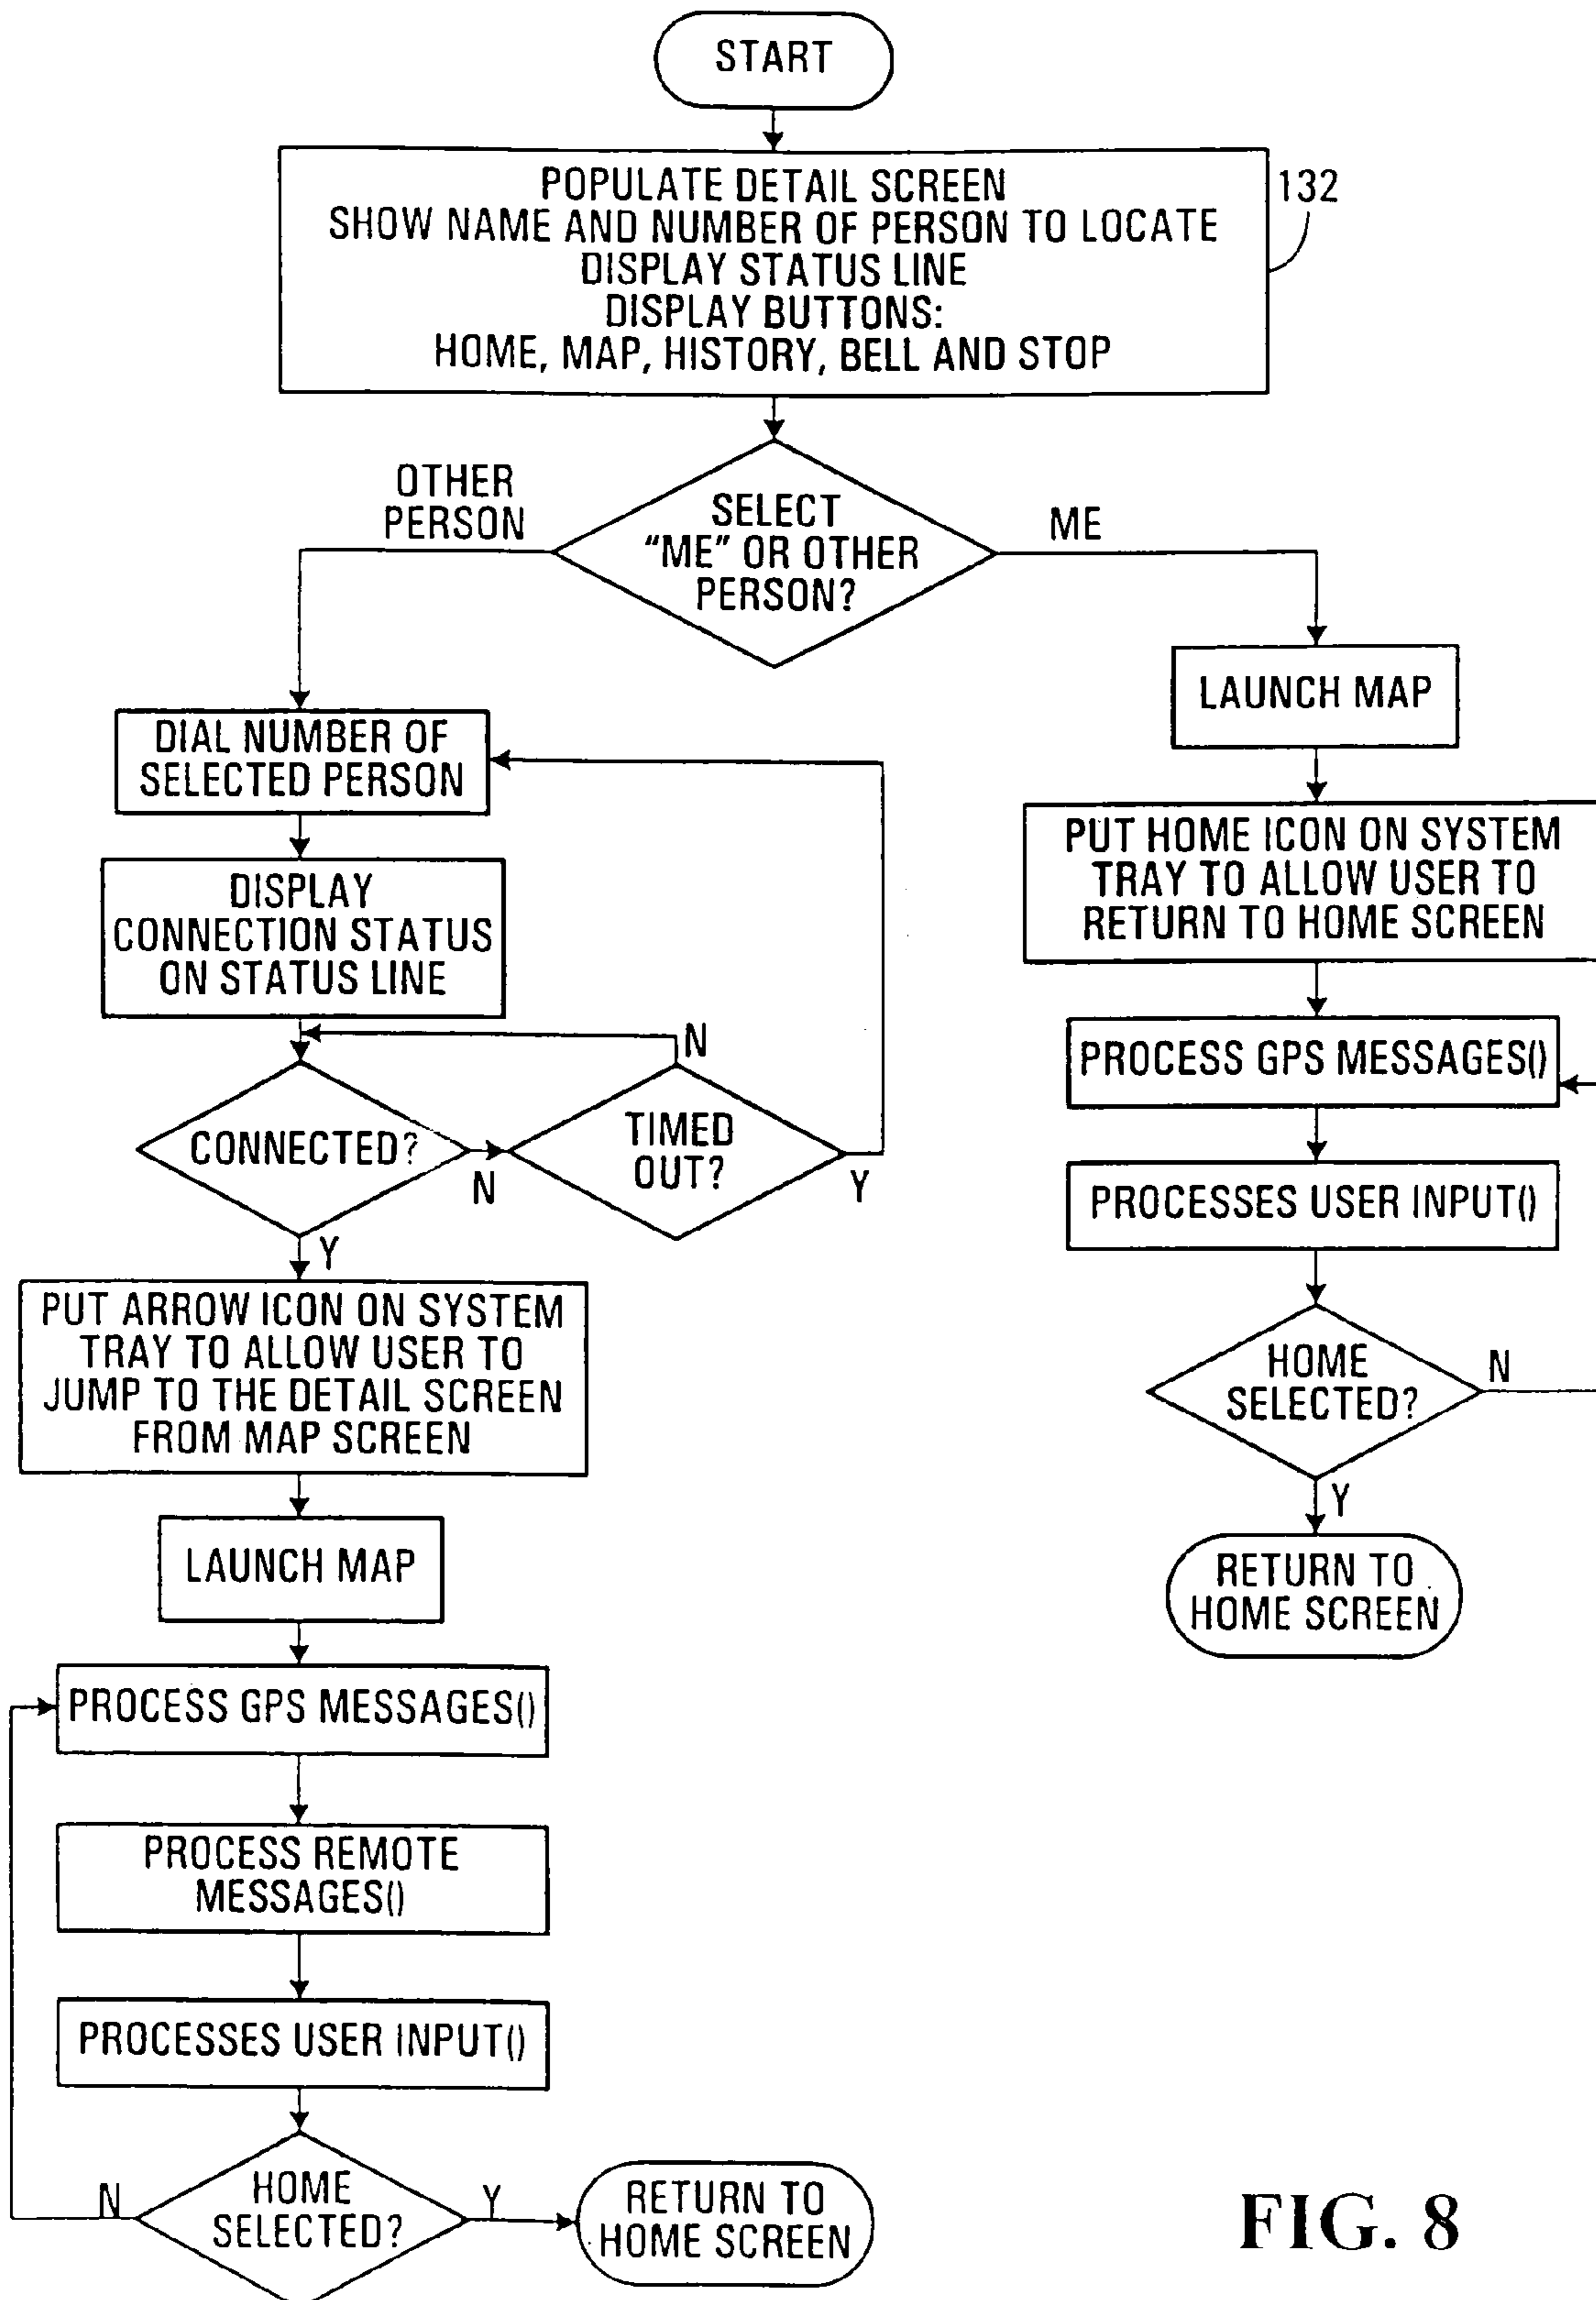 START
POPULATE DETAIL SCREEN
SHOW NAME AND NUMBER OF PERSON TO LOCATE
DISPLAY STATUS LINE
DISPLAY BUTTONS:
HOME, MAP, HISTORY, BELL AND STOP
132
SELECT
“ME” OR OTHER
PERSON?
OTHER
PERSON
ME
DIAL NUMBER OF
SELECTED PERSON
DISPLAY
CONNECTION STATUS
ON STATUS LINE
CONNECTED?
N
TIMED
OUT?
N
Y
Y
PUT ARROW ICON ON SYSTEM
TRAY TO ALLOW USER TO
JUMP TO THE DETAIL SCREEN
FROM MAP SCREEN
LAUNCH MAP
PROCESS GPS MESSAGES()
PROCESS REMOTE
MESSAGES()
PROCESSES USER INPUT()
HOME
SELECTED?
N
Y
RETURN TO
HOME SCREEN
LAUNCH MAP
PUT HOME ICON ON SYSTEM
TRAY TO ALLOW USER TO
RETURN TO HOME SCREEN
PROCESS GPS MESSAGES()
PROCESSES USER INPUT()
HOME
SELECTED?
N
Y
RETURN TO
HOME SCREEN
FIG. 8